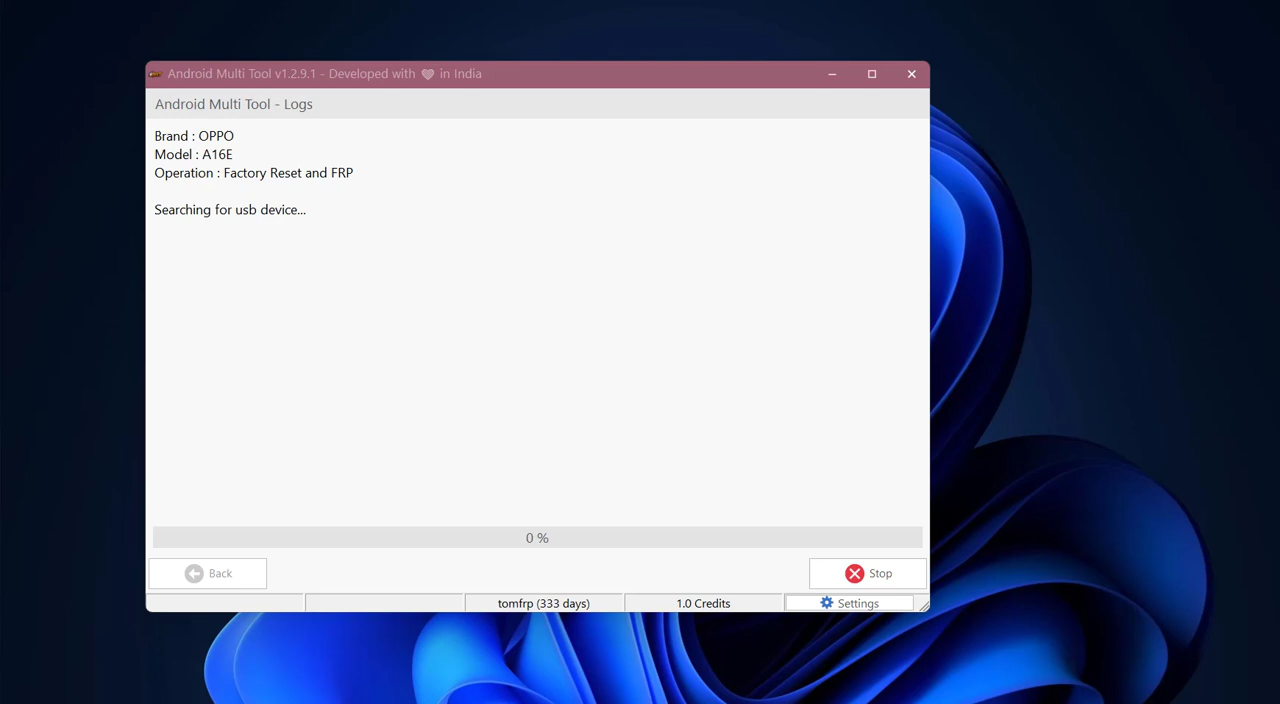 Android Multi Tool v1.2.9.1 - Developed with 🤍 in India
Android Multi Tool - Logs
Brand : OPPO
Model : A16E
Operation : Factory Reset and FRP
Searching for usb device...
0 %
Back
Stop
tomfrp (333 days)
1.0 Credits
Settings